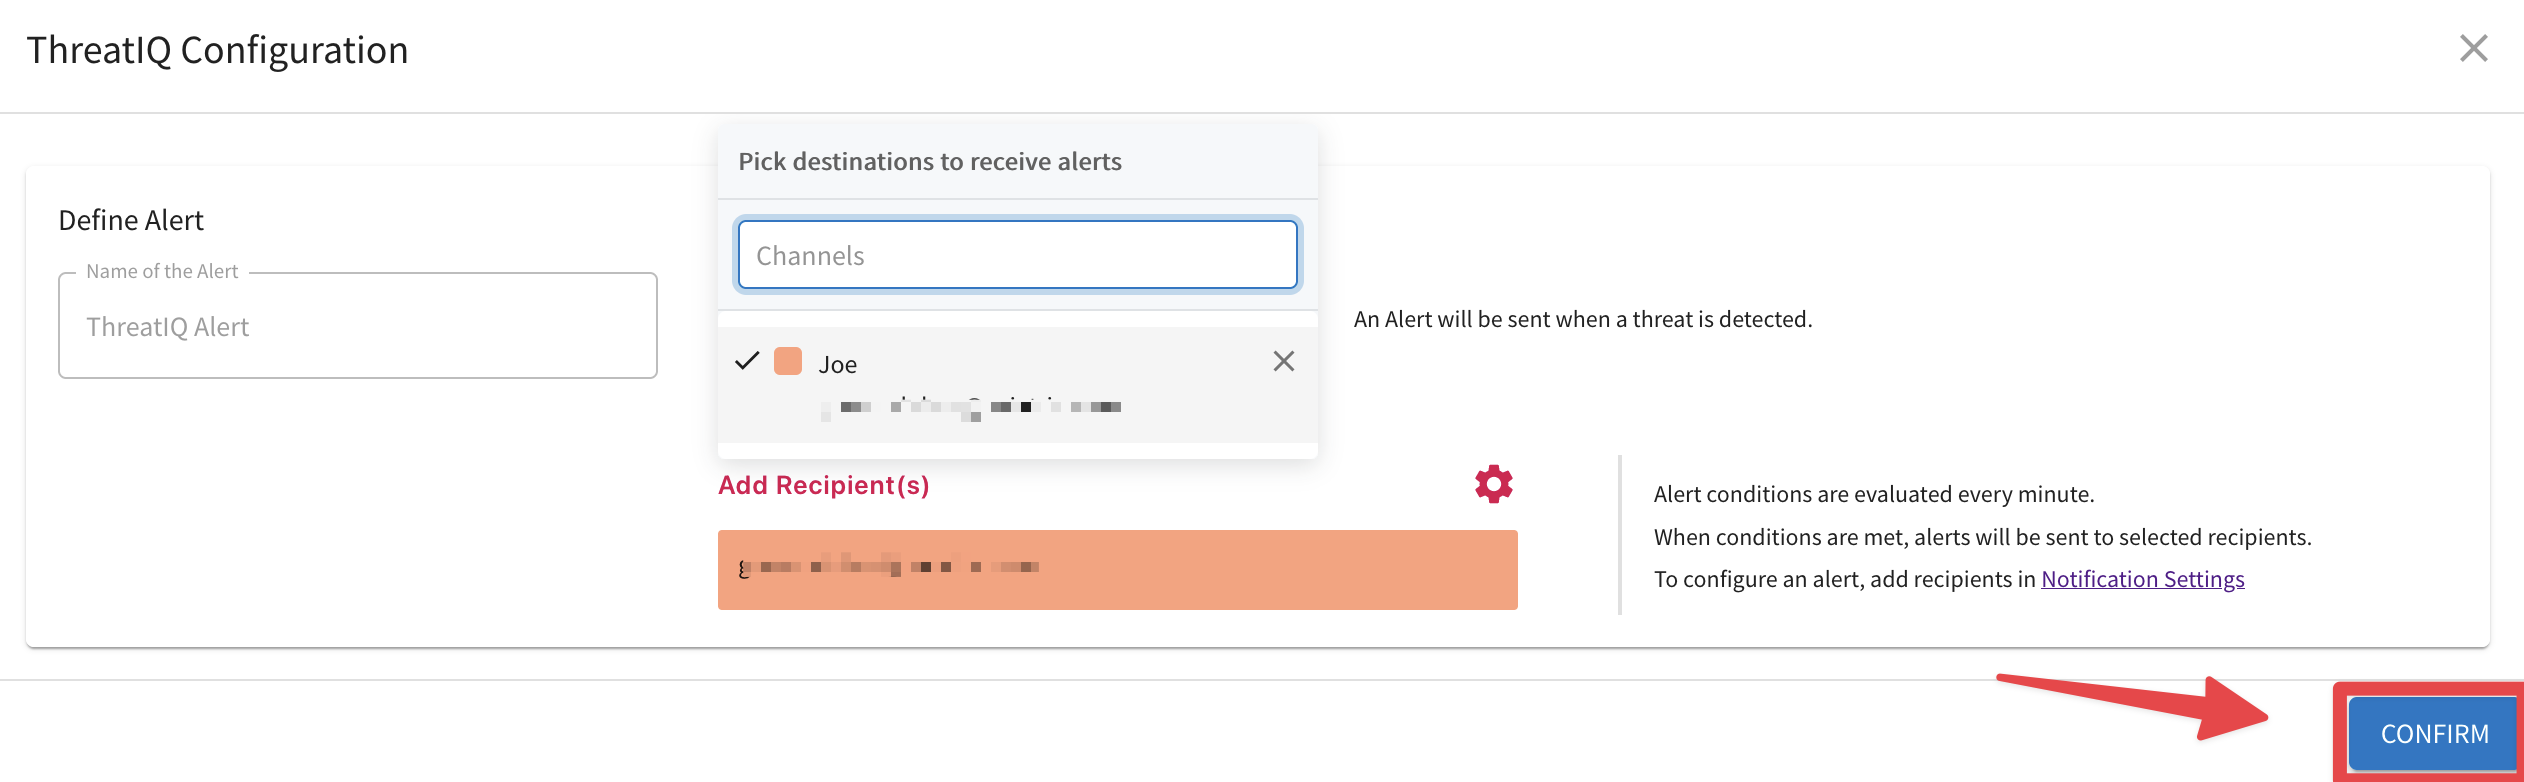 ThreatIQ Configuration
Pick destinations to receive alerts
Define Alert
Name of the Alert
ThreatIQ Alert
Channels
An Alert will be sent when a threat is detected.
Joe
Add Recipient(s)
Alert conditions are evaluated every minute.
When conditions are met, alerts will be sent to selected recipients.
To configure an alert, add recipients in Notification Settings
CONFIRM